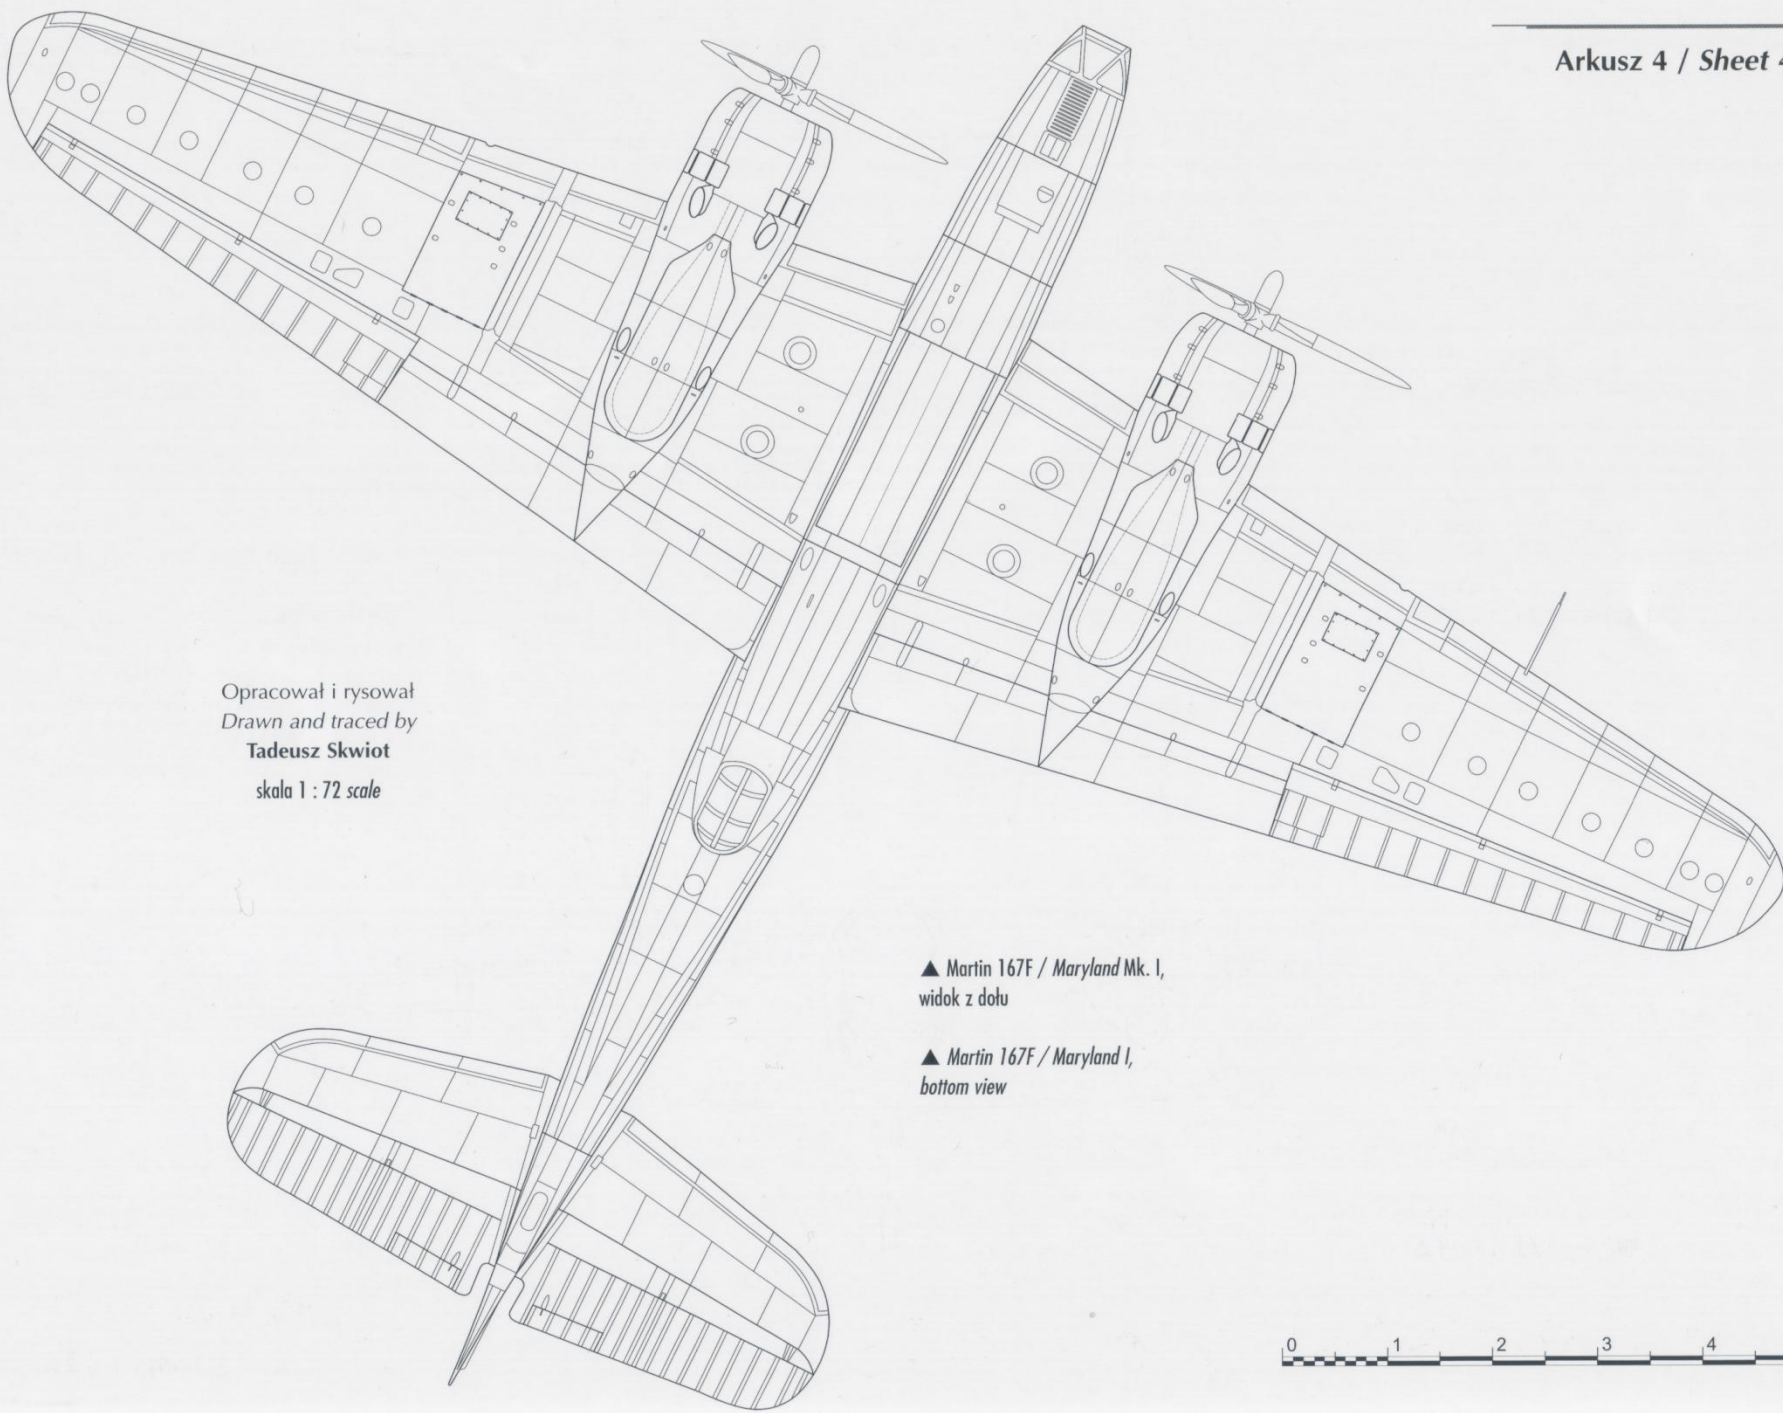 Arkusz 4 / Sheet 4
Opracował i rysował
Drawn and traced by
Tadeusz Skwiot
skala 1 : 72 scale
▲ Martin 167F / Maryland Mk. I,
widok z dołu
▲ Martin 167F / Maryland I,
bottom view
0 1 2 3 4